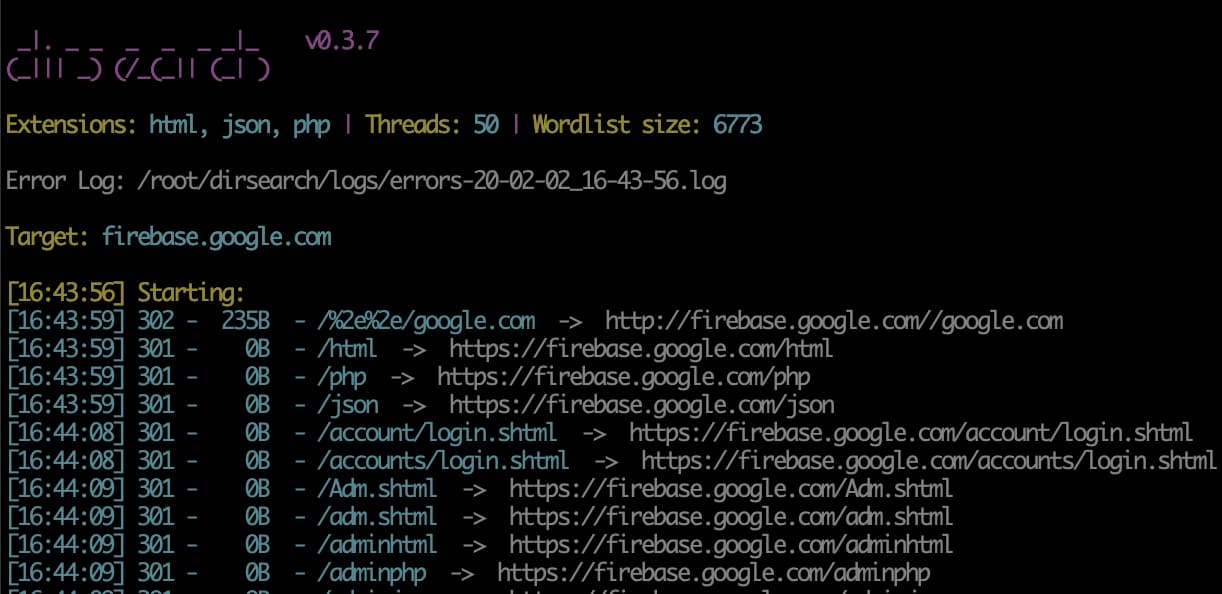 _|. _ _  _  _  _ _|_    v0.3.7
(_||| _) (/_(_|| (_| )
Extensions: html, json, php | Threads: 50 | Wordlist size: 6773
Error Log: /root/dirsearch/logs/errors-20-02-02_16-43-56.log
Target: firebase.google.com
[16:43:56] Starting:
[16:43:59] 302 -  235B  - /%2e%2e/google.com  ->  http://firebase.google.com//google.com
[16:43:59] 301 -    0B  - /html  ->  https://firebase.google.com/html
[16:43:59] 301 -    0B  - /php  ->  https://firebase.google.com/php
[16:43:59] 301 -    0B  - /json  ->  https://firebase.google.com/json
[16:44:08] 301 -    0B  - /account/login.shtml  ->  https://firebase.google.com/account/login.shtml
[16:44:08] 301 -    0B  - /accounts/login.shtml  ->  https://firebase.google.com/accounts/login.shtml
[16:44:09] 301 -    0B  - /Adm.shtml  ->  https://firebase.google.com/Adm.shtml
[16:44:09] 301 -    0B  - /adm.shtml  ->  https://firebase.google.com/adm.shtml
[16:44:09] 301 -    0B  - /adminhtml  ->  https://firebase.google.com/adminhtml
[16:44:09] 301 -    0B  - /adminphp  ->  https://firebase.google.com/adminphp